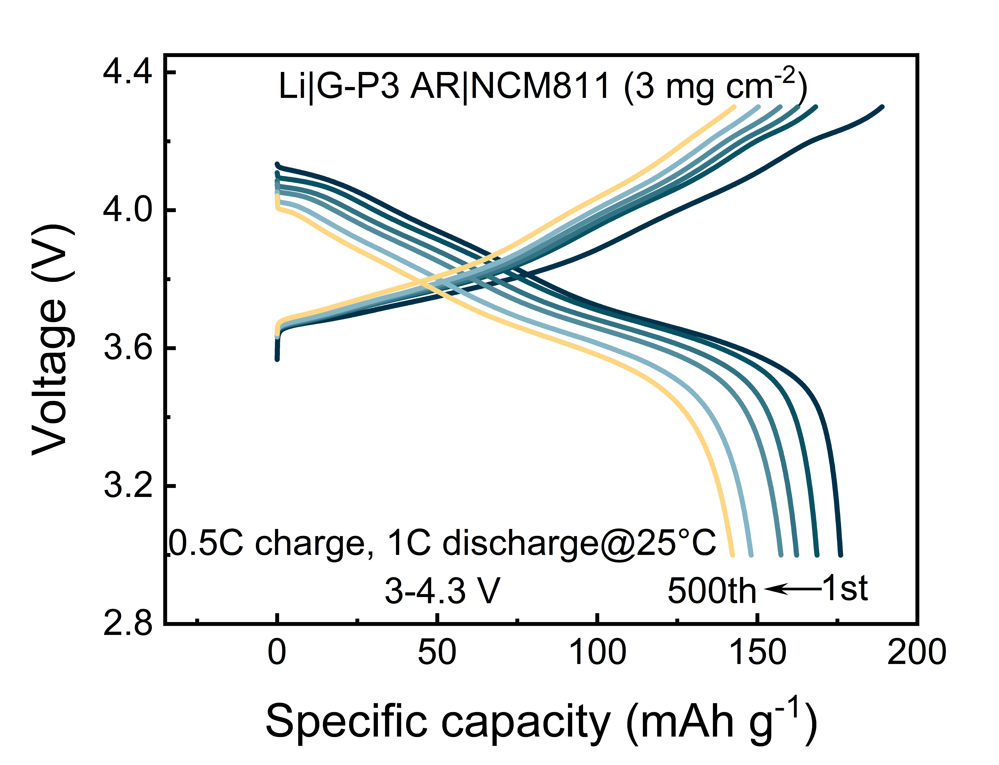 Li|G-P3 AR|NCM811 (3 mg cm⁻²)
4.4
4.0
3.6
3.2
2.8
Voltage (V)
0.5C charge, 1C discharge@25°C
3-4.3 V
500th
1st
0 50 100 150 200
Specific capacity (mAh g⁻¹)